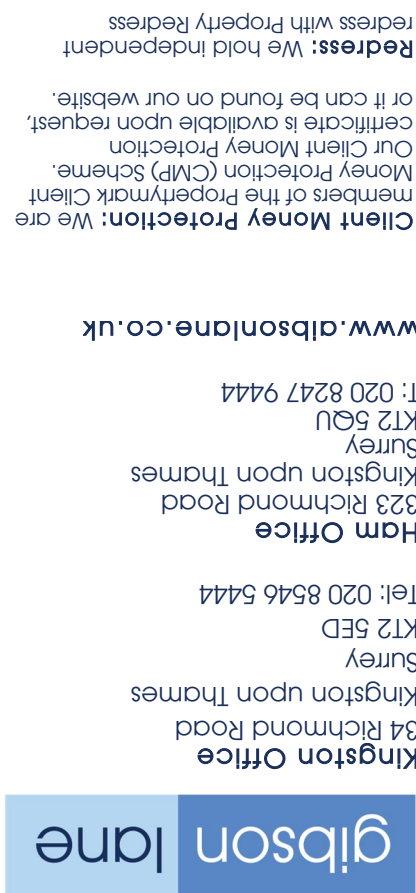 gibson lane
Kingston Office
34 Richmond Road
Kingston upon Thames
Surrey
KT2 5ED
Tel: 020 8546 5444
Ham Office
323 Richmond Road
Kingston upon Thames
Surrey
KT2 5QU
T: 020 8247 9444
www.gibsonlane.co.uk
Client Money Protection: We are
members of the Propertymark Client
Money Protection (CMP) Scheme.
Our Client Money Protection
certificate is available upon request,
or it can be found on our website.
Redress: We hold independent
redress with Property Redress